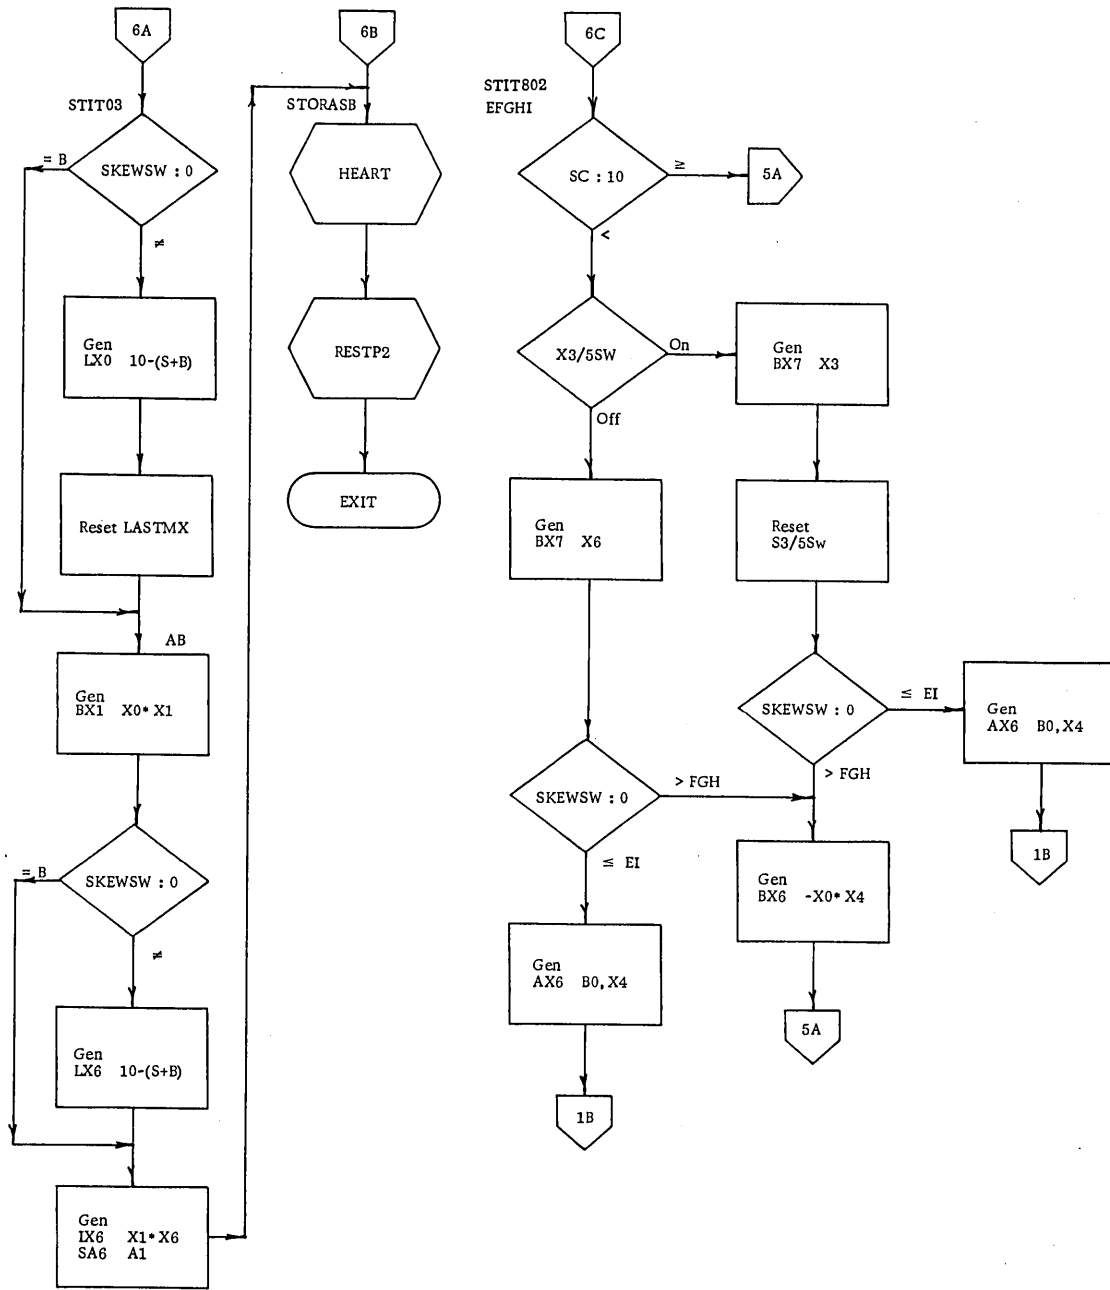 6A
STIT03
SKEWSW : 0
= B
≠
Gen
LX0 10-(S+B)
Reset LASTMX
AB
Gen
BX1 X0* X1
SKEWSW : 0
= B
≠
Gen
LX6 10-(S+B)
Gen
IX6 X1* X6
SA6 A1
6B
STORASB
HEART
RESTP2
EXIT
6C
STIT802
EFGHI
SC : 10
≥
5A
<
X3/5SW
On
Off
Gen
BX7 X3
Gen
BX7 X6
Reset
S3/5Sw
SKEWSW : 0
≤ EI
Gen
AX6 B0,X4
1B
> FGH
SKEWSW : 0
> FGH
≤ EI
Gen
BX6 -X0* X4
5A
Gen
AX6 B0,X4
1B